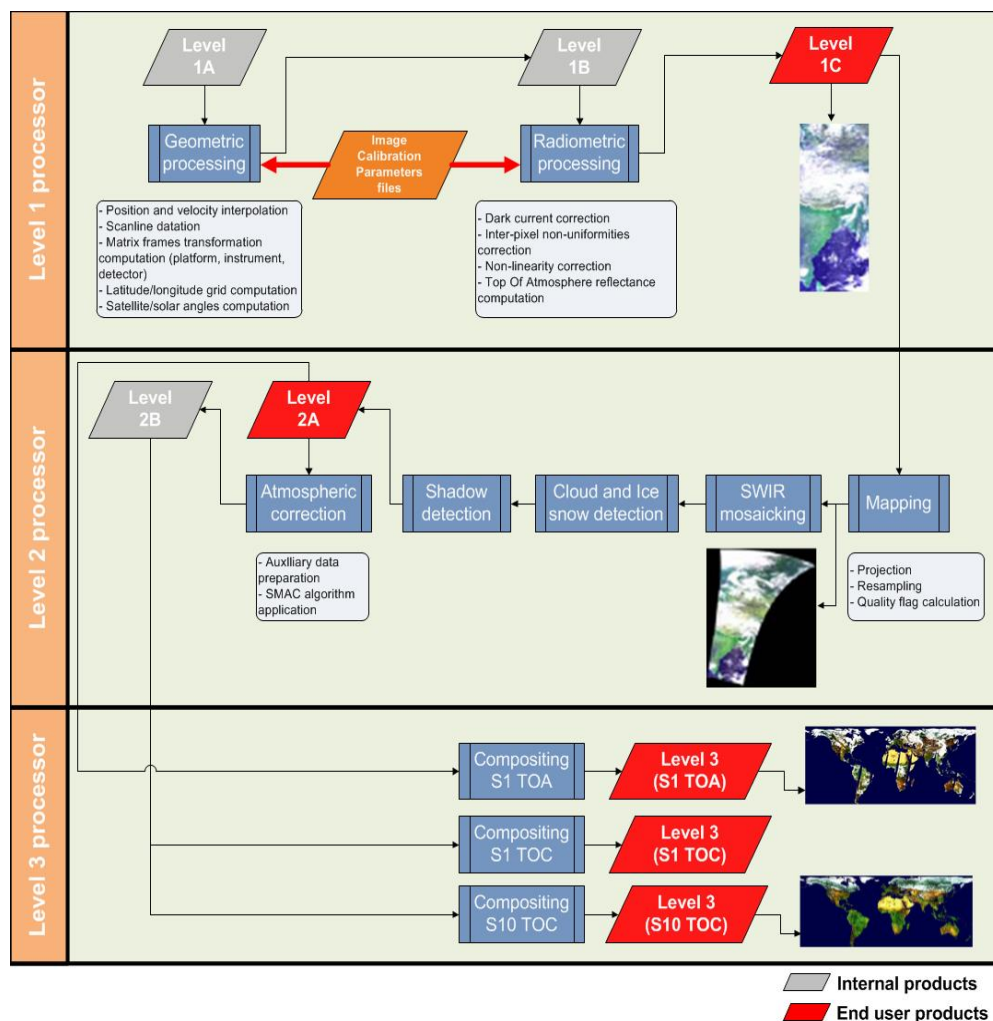 Level 1 processor
Level
1A
Level
1B
Level
1C
Geometric
processing
Image
Calibration
Parameters
files
Radiometric
processing
- Position and velocity interpolation
- Scanline datation
- Matrix frames transformation
computation (platform, instrument,
detector)
- Latitude/longitude grid computation
- Satellite/solar angles computation
- Dark current correction
- Inter-pixel non-uniformities
correction
- Non-linearity correction
- Top Of Atmosphere reflectance
computation
Level 2 processor
Level
2B
Level
2A
Atmospheric
correction
Shadow
detection
Cloud and Ice
snow detection
SWIR
mosaicking
Mapping
- Auxlliary data
preparation
- SMAC algorithm
application
- Projection
- Resampling
- Quality flag calculation
Level 3 processor
Compositing
S1 TOA
Level 3
(S1 TOA)
Compositing
S1 TOC
Level 3
(S1 TOC)
Compositing
S10 TOC
Level 3
(S10 TOC)
Internal products
End user products